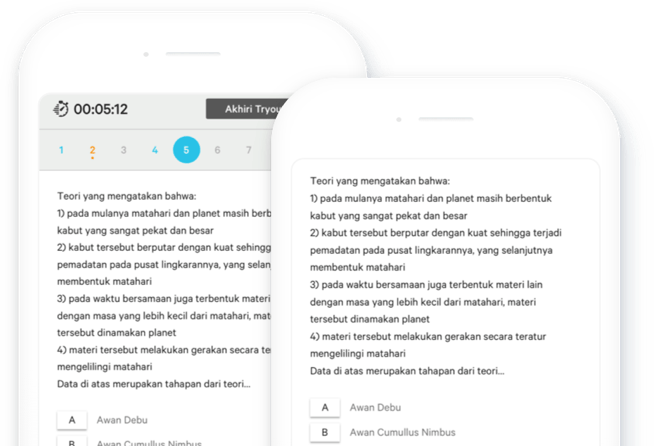 00:05:12
Akhiri
1 2 3 4 5 6 7
Teori yang mengatakan bahwa:
1) pada mulanya matahari dan planet masih
kabut yang sangat pekat dan besar
2) kabut tersebut berputar dengan kuat
pemadatan pada pusat lingkarannya, yang
membentuk matahari
3) pada waktu bersamaan juga terbentuk materi
dengan masa yang lebih kecil dari matahari,
tersebut dinamakan planet
4) materi tersebut melakukan gerakan secara
mengelilingi matahari
Data di atas merupakan tahapan dari teori...
A Awan Debu
B Awan Cumullus Nimbus
Teori yang mengatakan bahwa:
1) pada mulanya matahari dan planet masih berbentuk
kabut yang sangat pekat dan besar
2) kabut tersebut berputar dengan kuat sehingga terjadi
pemadatan pada pusat lingkarannya, yang selanjutnya
membentuk matahari
3) pada waktu bersamaan juga terbentuk materi lain
dengan masa yang lebih kecil dari matahari, materi
tersebut dinamakan planet
4) materi tersebut melakukan gerakan secara teratur
mengelilingi matahari
Data di atas merupakan tahapan dari teori...
A Awan Debu
B Awan Cumullus Nimbus